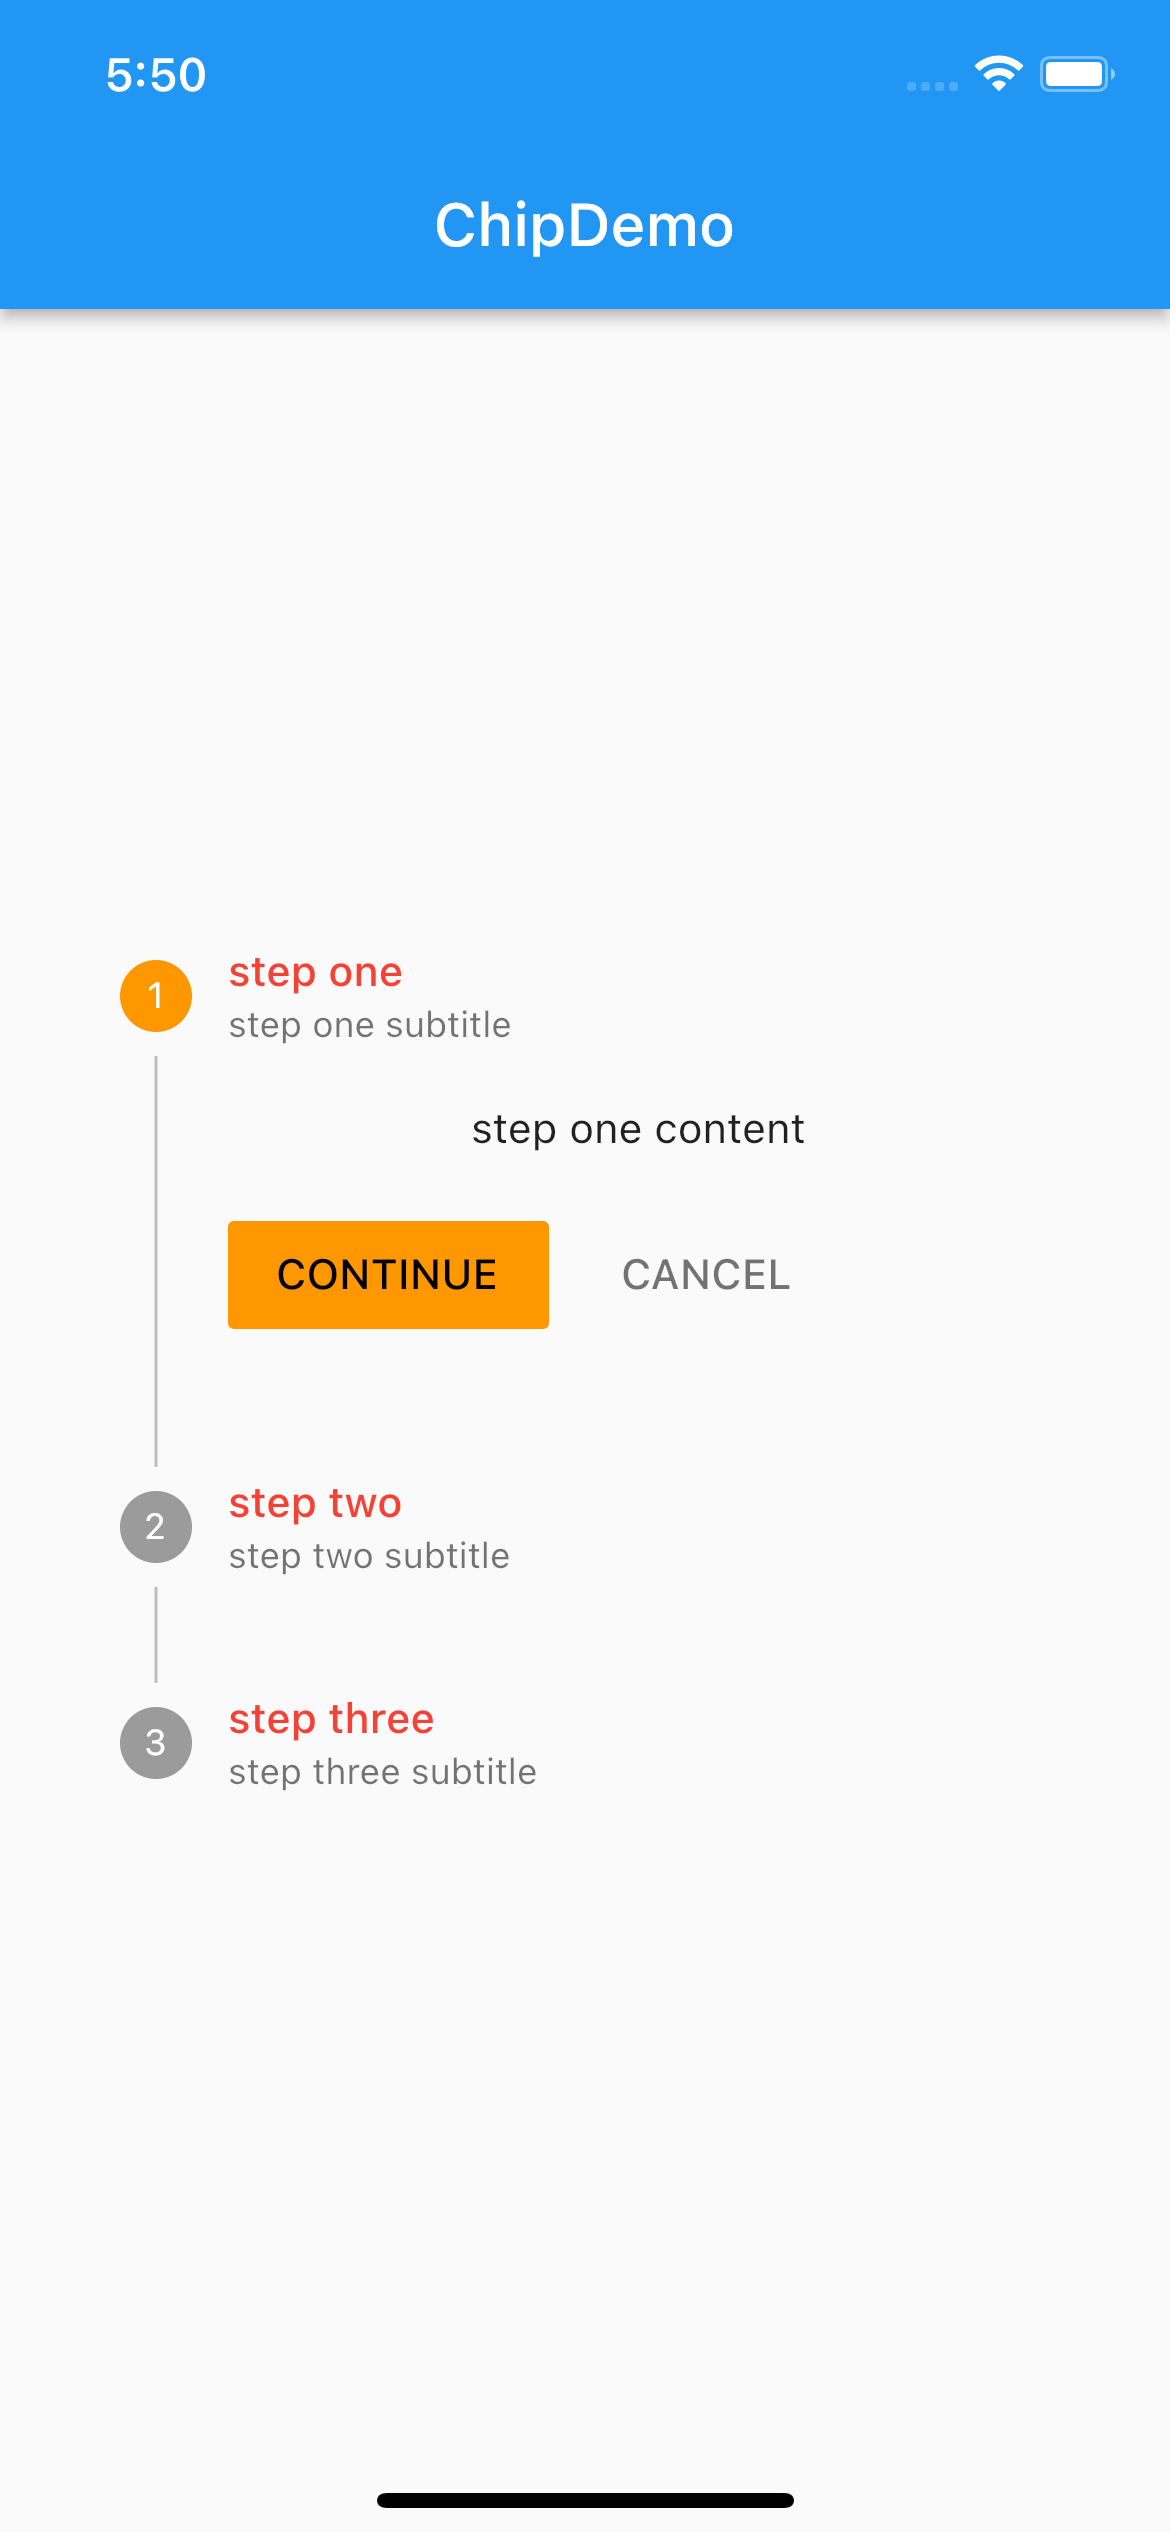 5:50
ChipDemo
1
step one
step one subtitle
step one content
CONTINUE
CANCEL
2
step two
step two subtitle
3
step three
step three subtitle